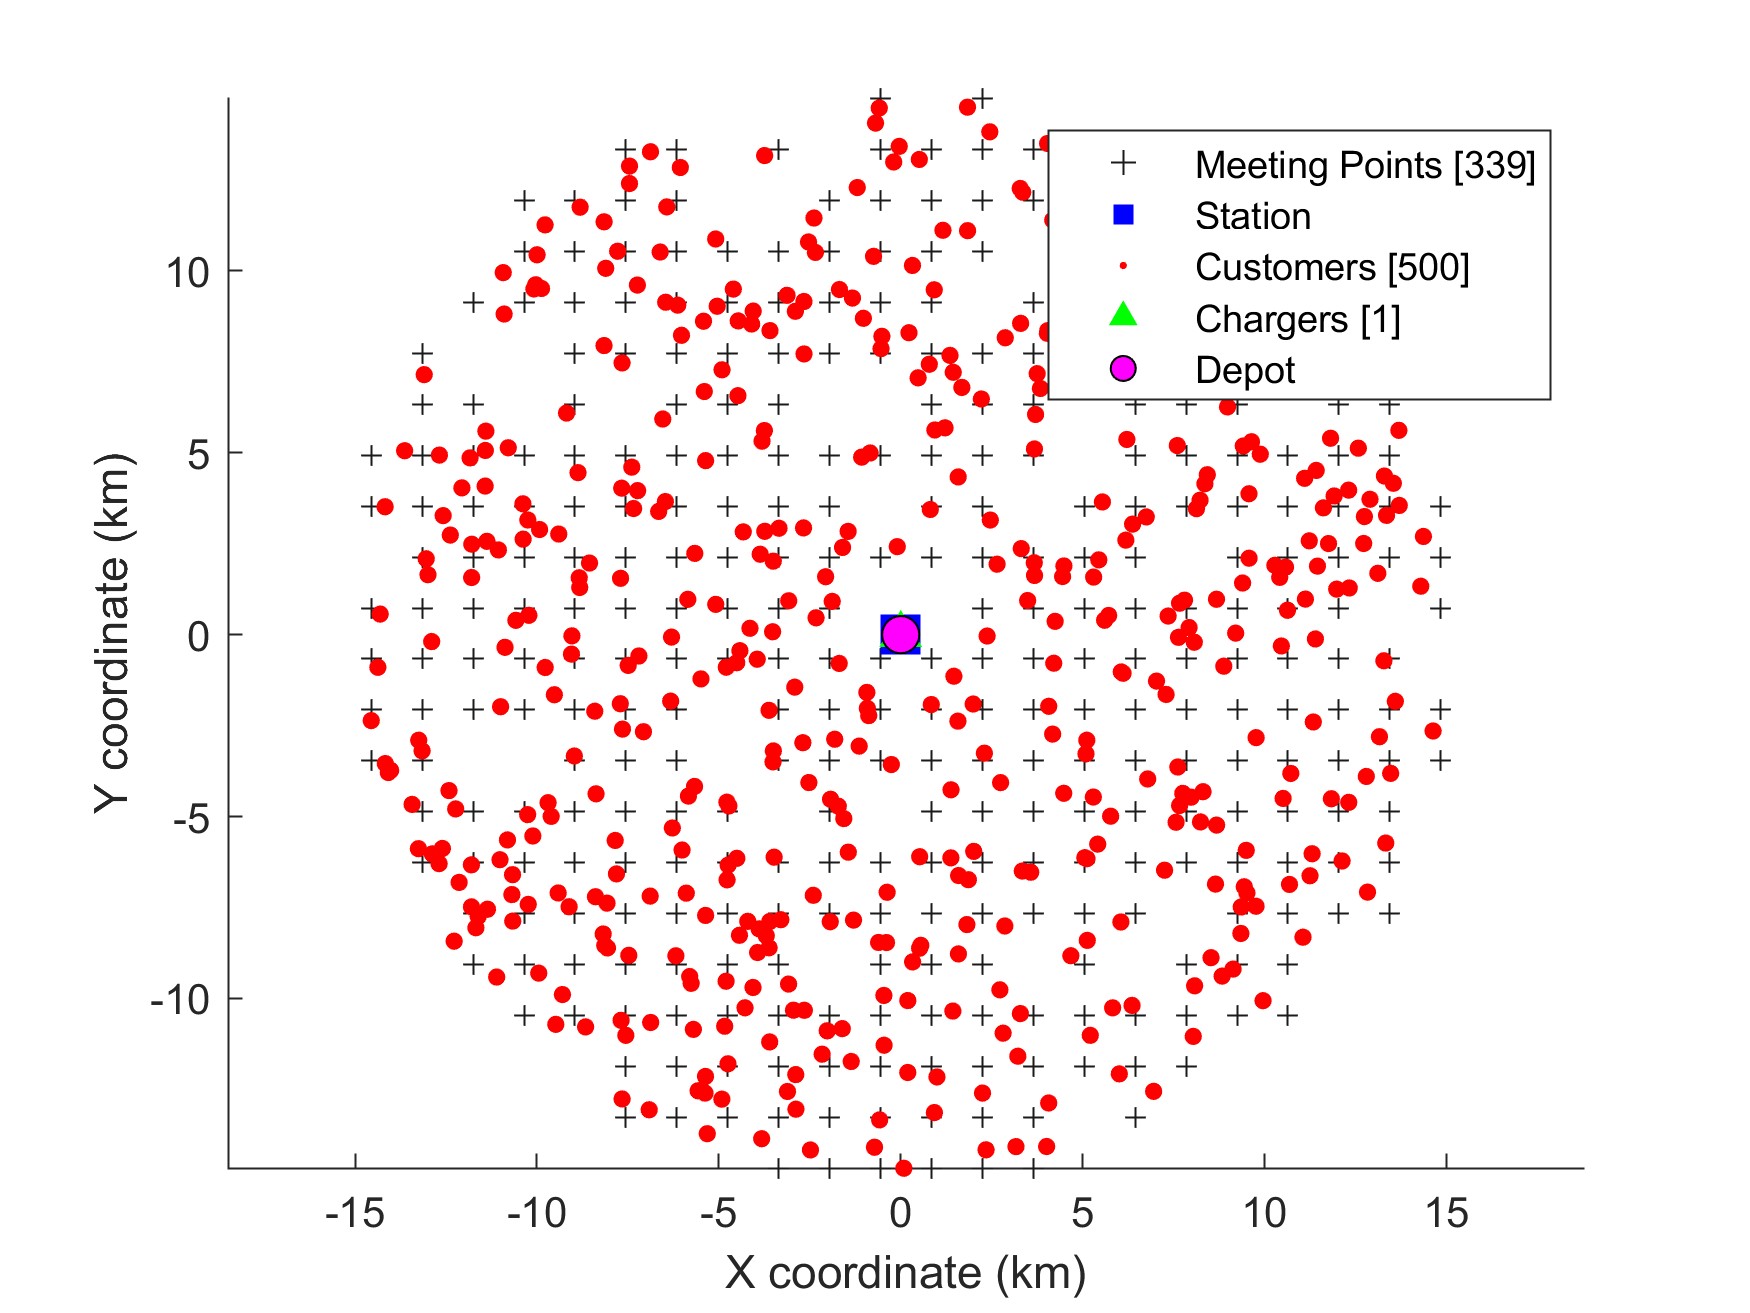 Meeting Points [339]
Station
Customers [500]
Chargers [1]
Depot
10
5
0
-5
-10
Y coordinate (km)
-15 -10 -5 0 5 10 15
X coordinate (km)